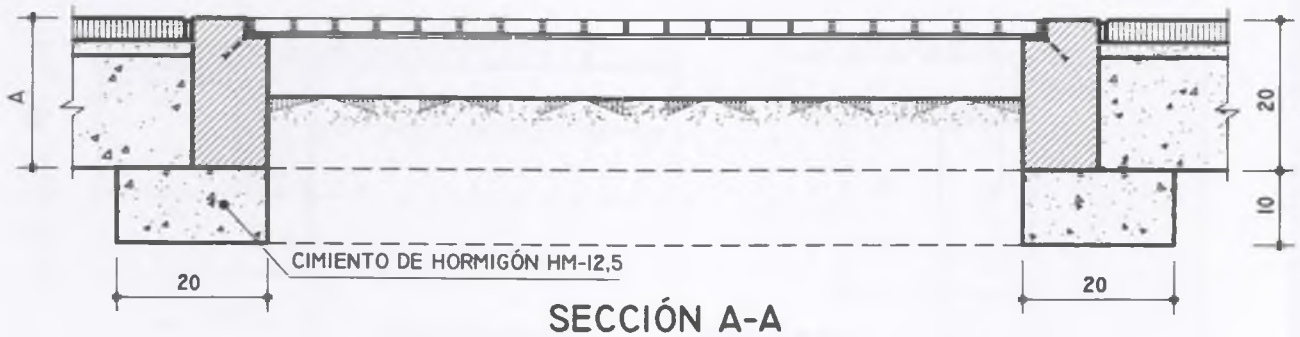 A
20
10
CIMIENTO DE HORMIGÓN HM-12,5
20
20
SECCIÓN A-A